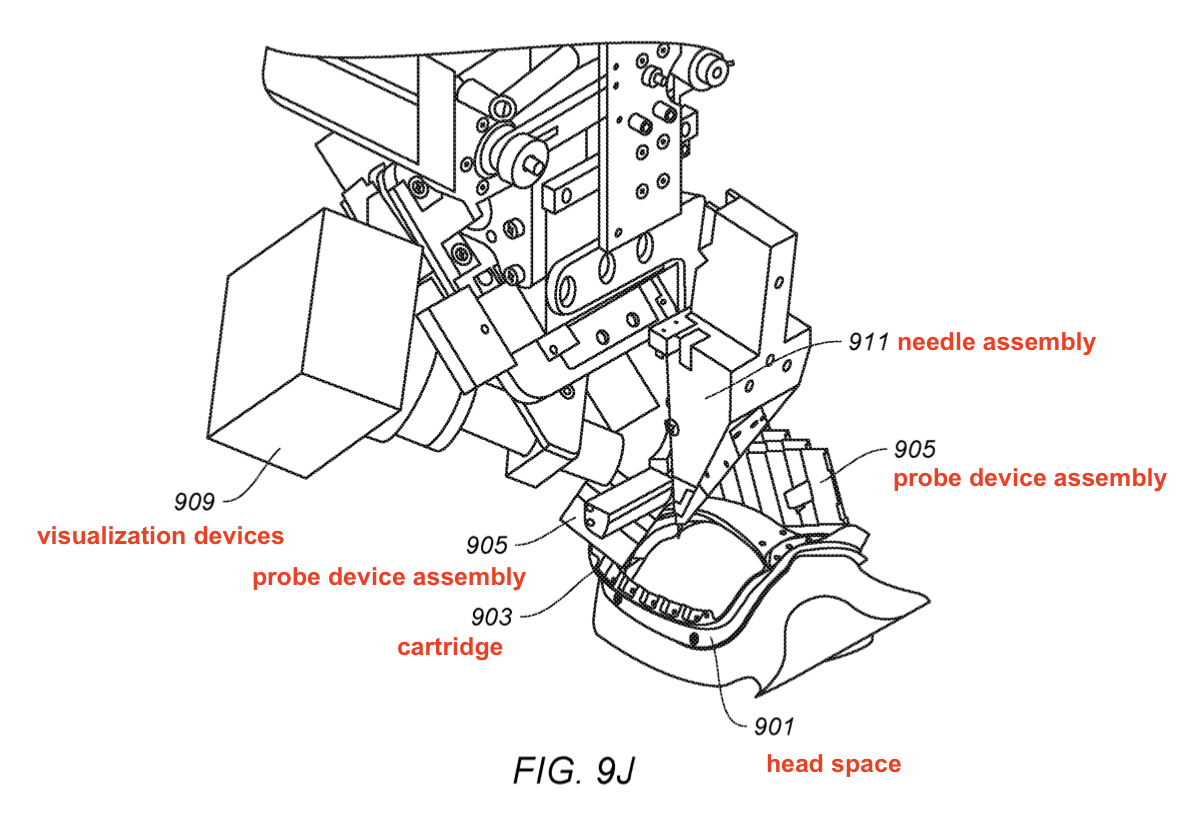 911 needle assembly
905
probe device assembly
909
visualization devices
905
probe device assembly
903
cartridge
901
head space
FIG. 9J